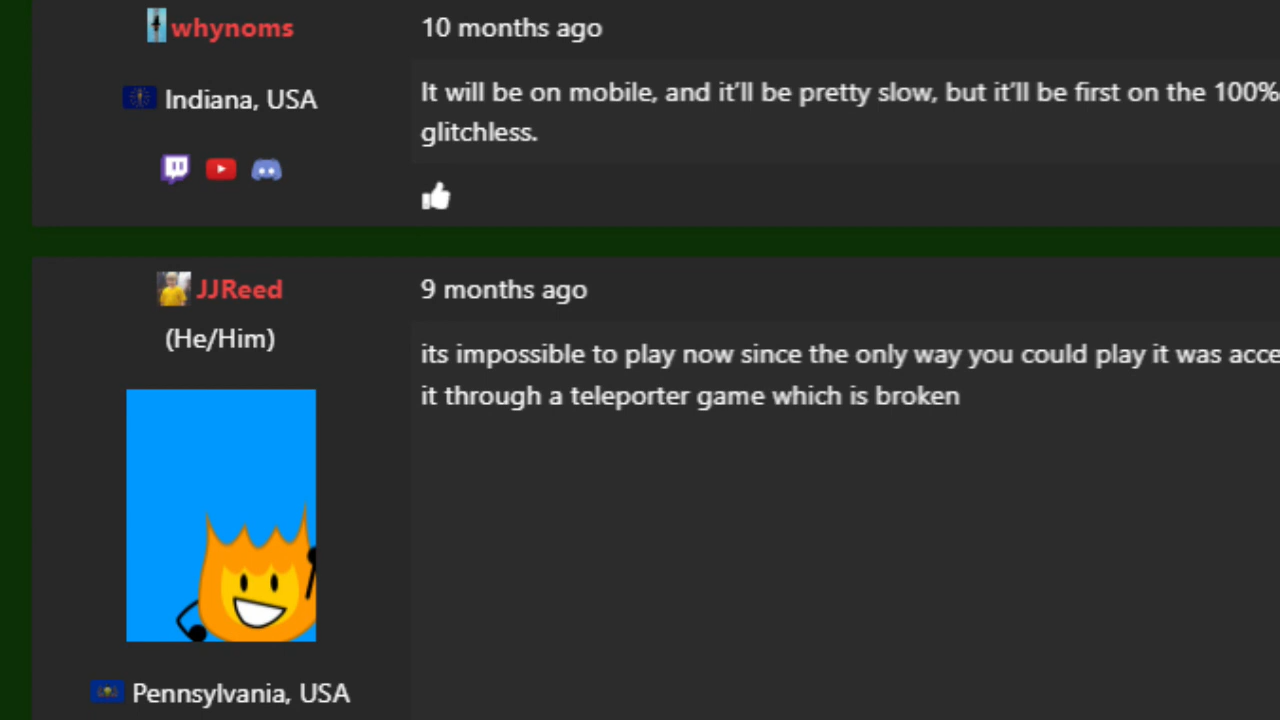 whynoms
10 months ago
Indiana, USA
It will be on mobile, and it’ll be pretty slow, but it’ll be first on the 100%
glitchless.
JJReed
9 months ago
(He/Him)
its impossible to play now since the only way you could play it was acce
it through a teleporter game which is broken
Pennsylvania, USA